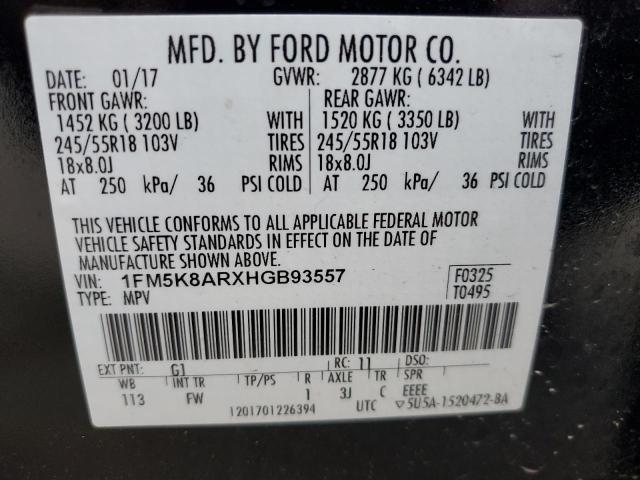 MFD. BY FORD MOTOR CO.
DATE: 01/17 GVWR: 2877 KG ( 6342 LB)
FRONT GAWR: REAR GAWR:
1452 KG ( 3200 LB) WITH 1520 KG ( 3350 LB) WITH
245/55R18 103V TIRES 245/55R18 103V TIRES
18x8.0J RIMS 18x8.0J RIMS
AT 250 kPa/ 36 PSI COLD AT 250 kPa/ 36 PSI COLD
THIS VEHICLE CONFORMS TO ALL APPLICABLE FEDERAL MOTOR
VEHICLE SAFETY STANDARDS IN EFFECT ON THE DATE OF
MANUFACTURE SHOWN ABOVE.
VIN: 1FM5K8ARXHGB93557 F0325
TYPE: MPV T0495
EXT PNT: G1 RC: 11 DSO:
WB INT TR TP/PS R AXLE TR SPR
113 FW 1 3J C EEEE
1201701226394 UTC ▽5U5A-1520472-BA